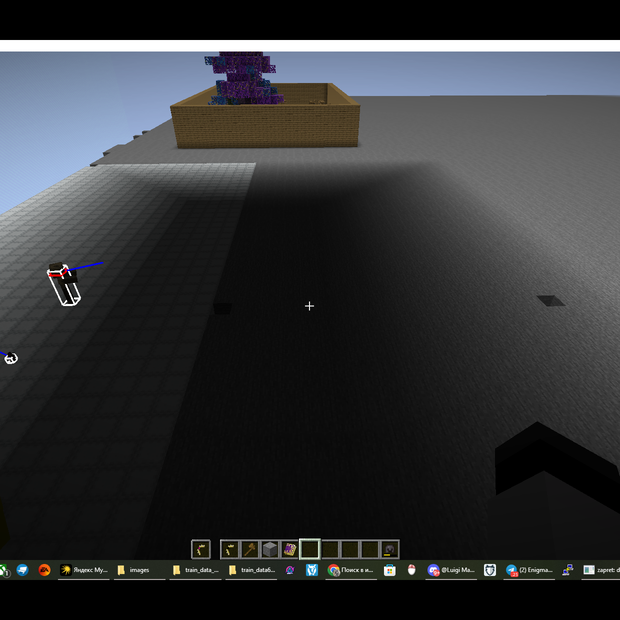 Яндекс Му...
images
train_data_...
train_data6...
Поиск в и...
@Luigi Ma...
(2) Enigma...
zapret: d